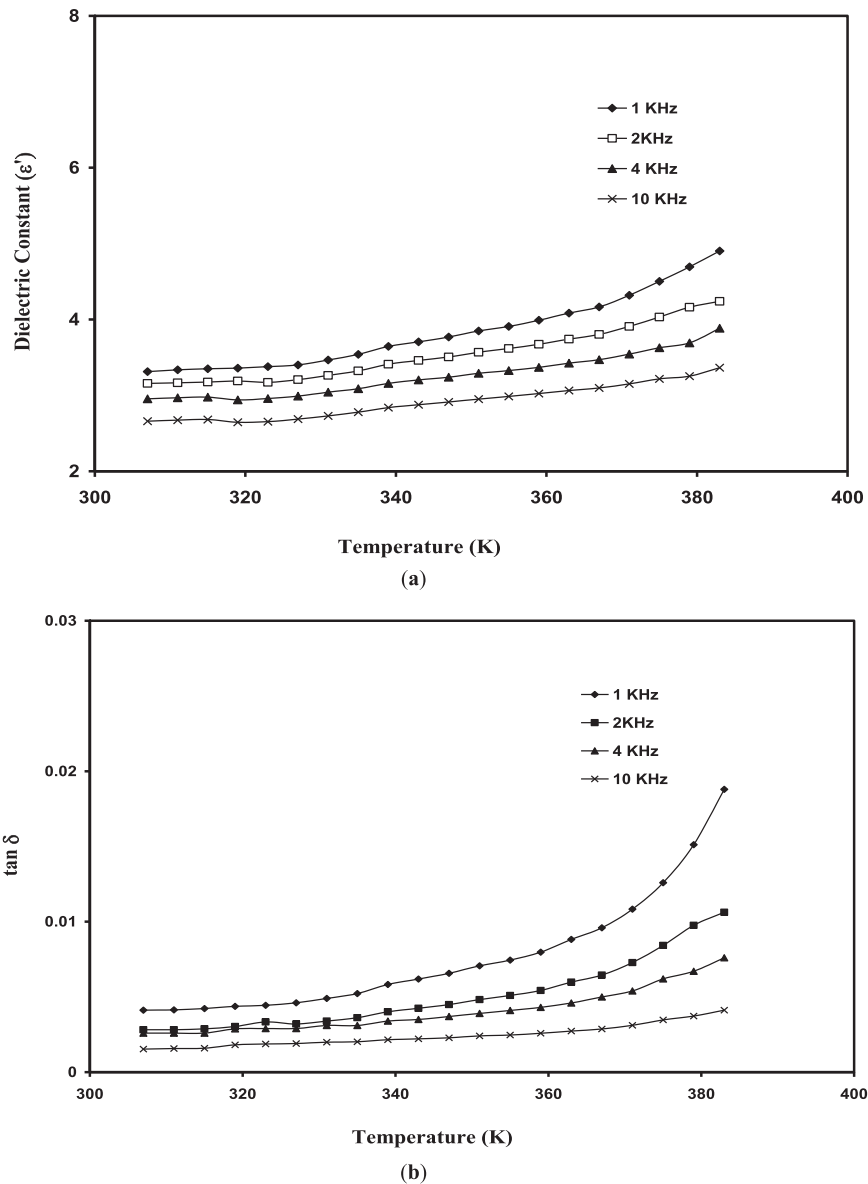 8
6
4
2
300
320
340
360
380
400
Dielectric Constant (ε')
1 KHz
2KHz
4 KHz
10 KHz
Temperature (K)
(a)
0.03
0.02
0.01
0
300
320
340
360
380
400
tan δ
1 KHz
2KHz
4 KHz
10 KHz
Temperature (K)
(b)